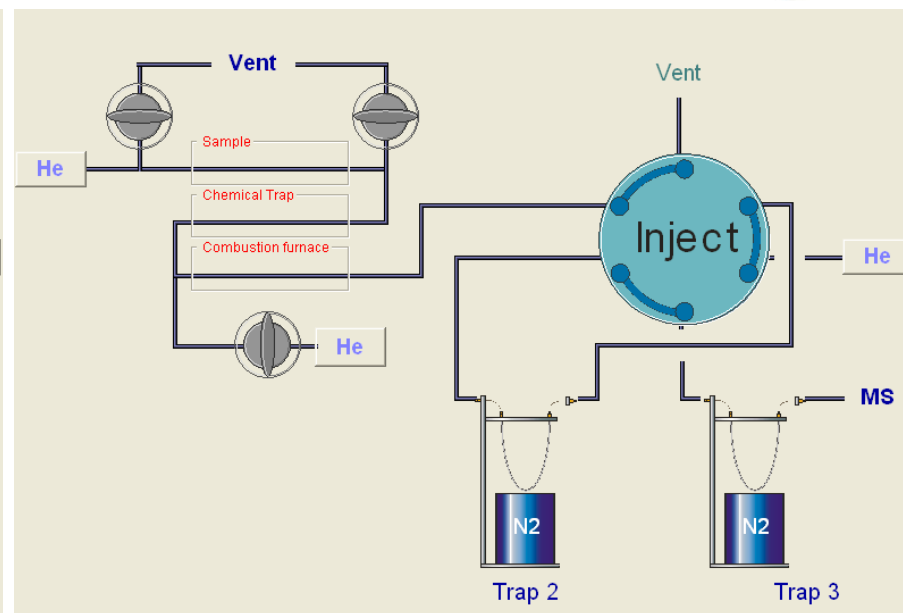 Vent
Vent
Sample
He
Chemical Trap
Inject
Combustion furnace
He
He
MS
N2
N2
Trap 2
Trap 3